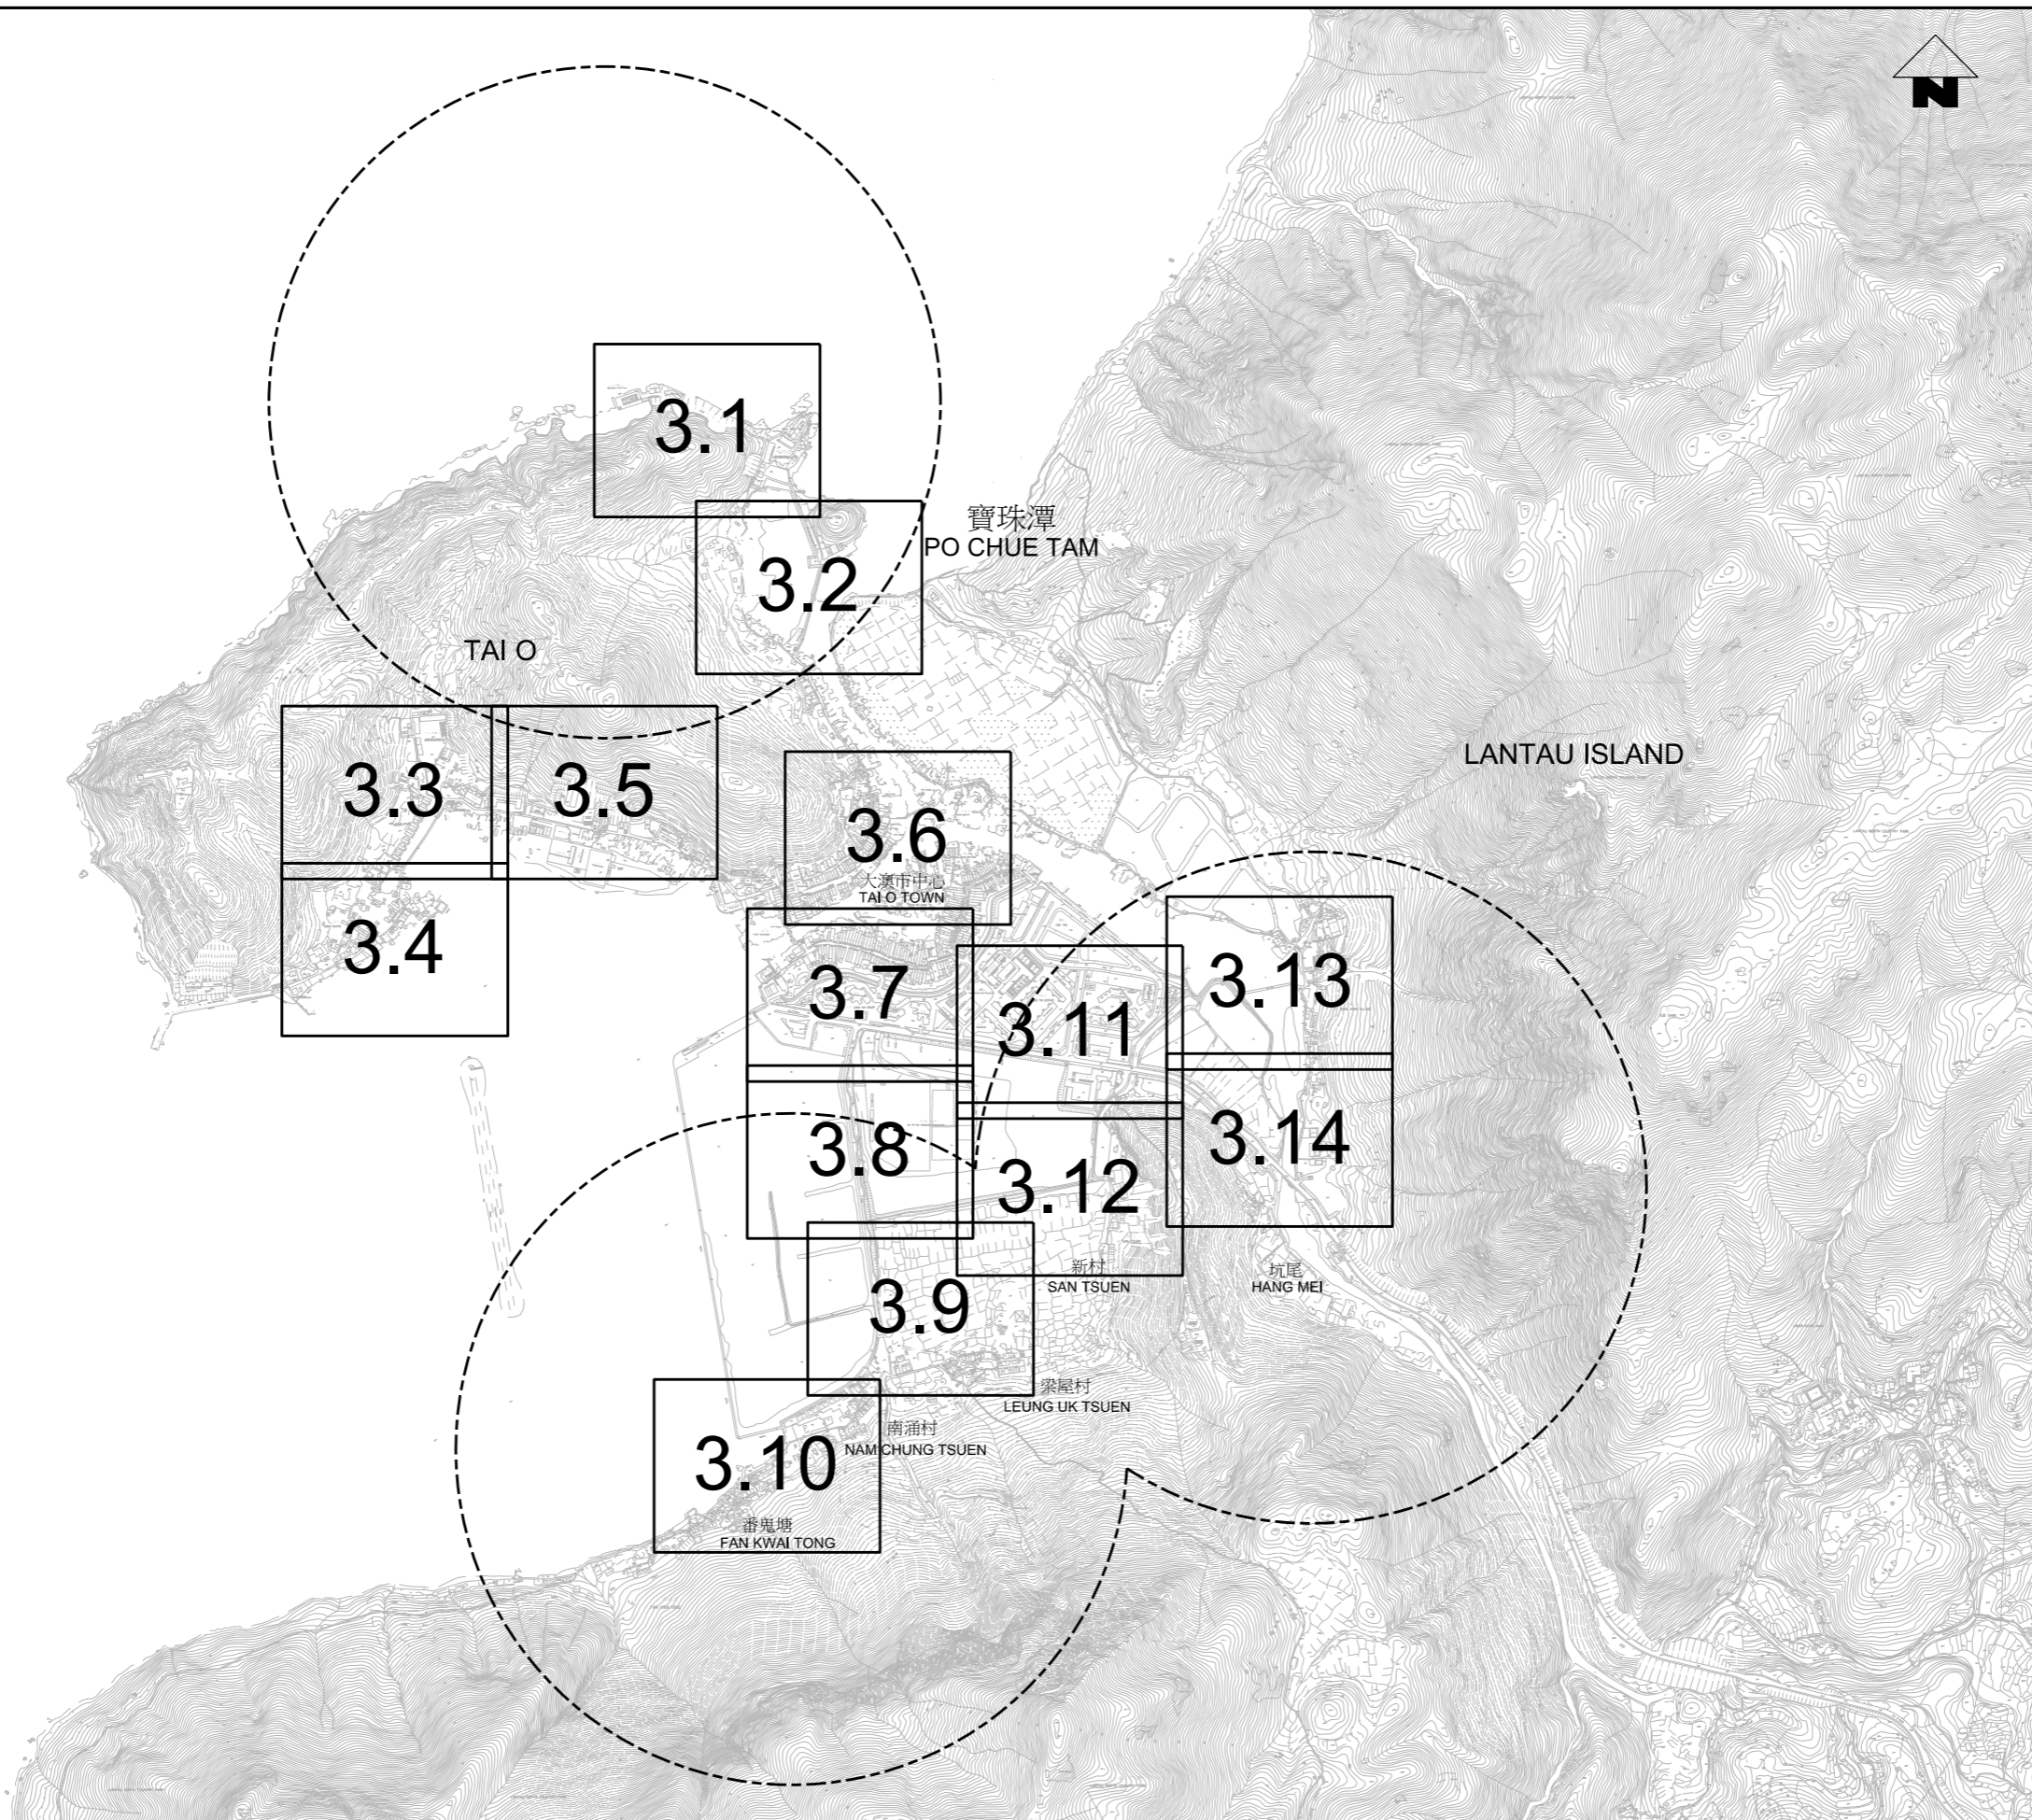 N
3.1
寶珠潭
PO CHUE TAM
3.2
TAI O
LANTAU ISLAND
3.3
3.5
3.6
大澳市中心
TAI O TOWN
3.4
3.7
3.11
3.13
3.8
3.12
3.14
新村
SAN TSUEN
坑尾
HANG MEI
3.9
梁屋村
LEUNG UK TSUEN
南涌村
NAM CHUNG TSUEN
3.10
番鬼塘
FAN KWAI TONG